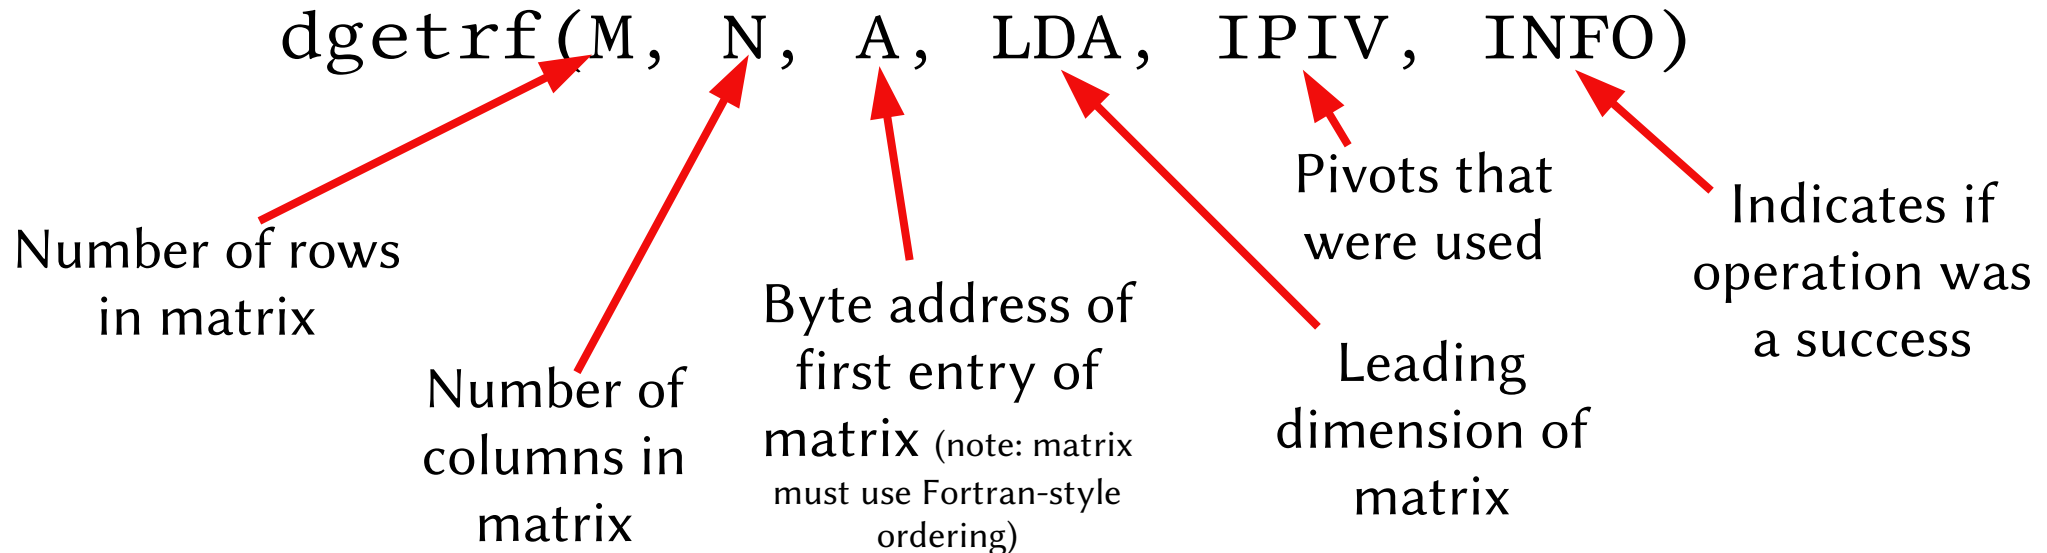 dgetrf(M, N, A, LDA, IPIV, INFO)
Number of rows
in matrix
Number of
columns in
matrix
Byte address of
first entry of
matrix (note: matrix
must use Fortran-style
ordering)
Pivots that
were used
Leading
dimension of
matrix
Indicates if
operation was
a success